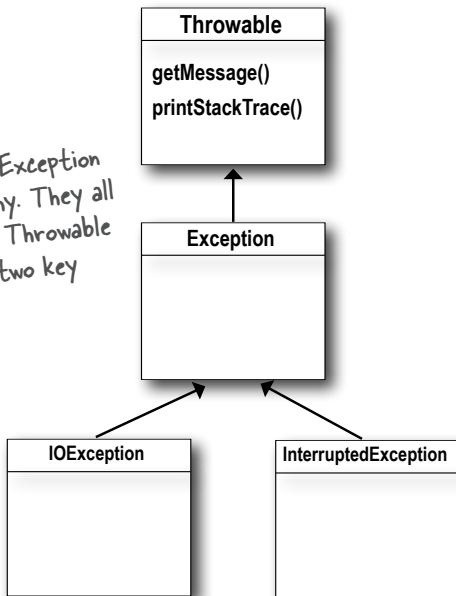 Throwable
getMessage()
printStackTrace()
Exception
They all
Throwable
two key
Exception
IOException
InterruptedException